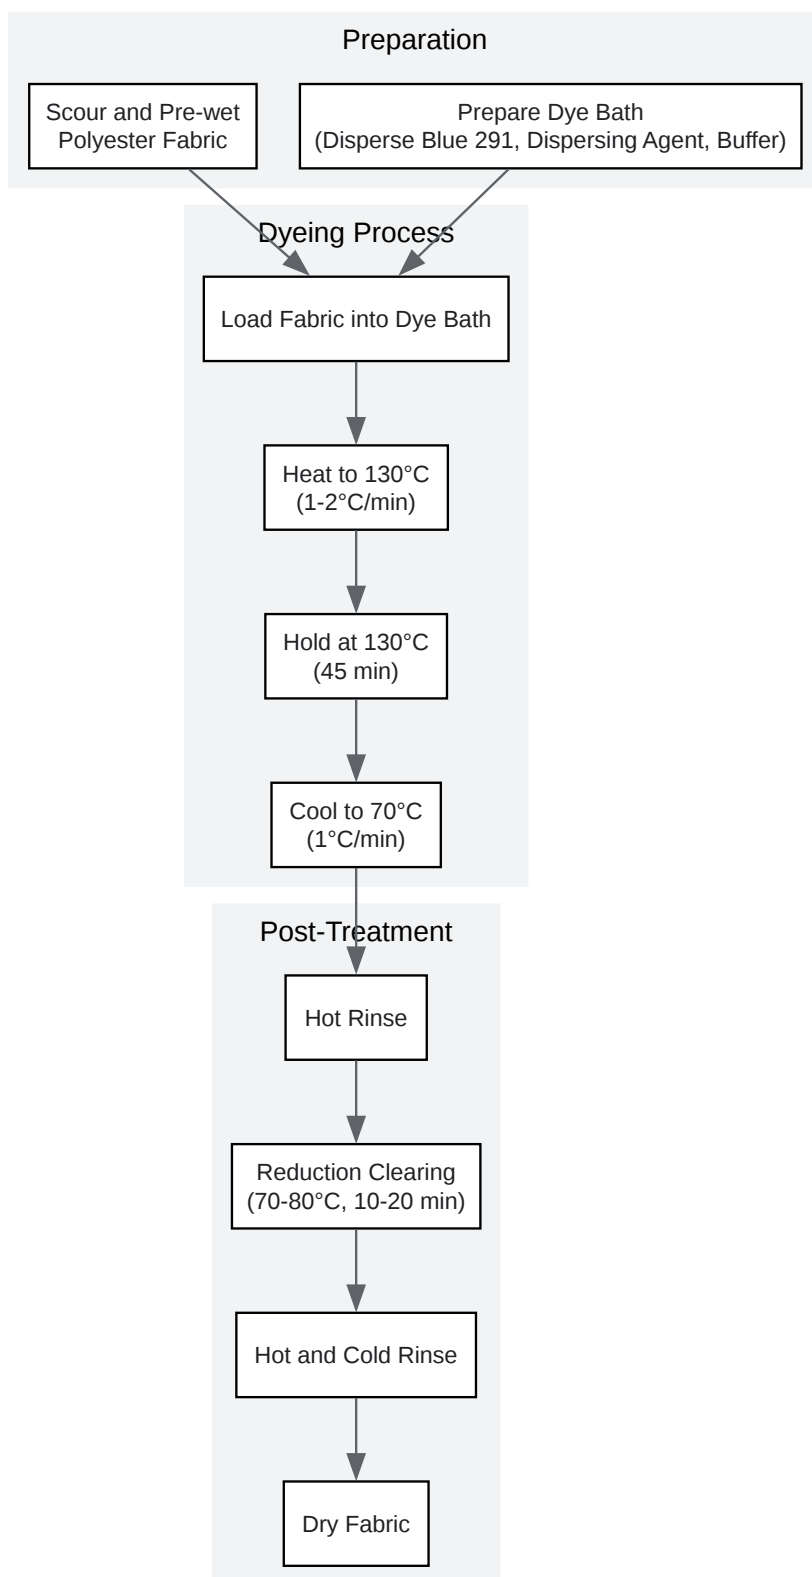 Preparation
Scour and Pre-wet
Polyester Fabric
Prepare Dye Bath
(Disperse Blue 291, Dispersing Agent, Buffer)
Dyeing Process
Load Fabric into Dye Bath
Heat to 130°C
(1-2°C/min)
Hold at 130°C
(45 min)
Cool to 70°C
(1°C/min)
Post-Treatment
Hot Rinse
Reduction Clearing
(70-80°C, 10-20 min)
Hot and Cold Rinse
Dry Fabric